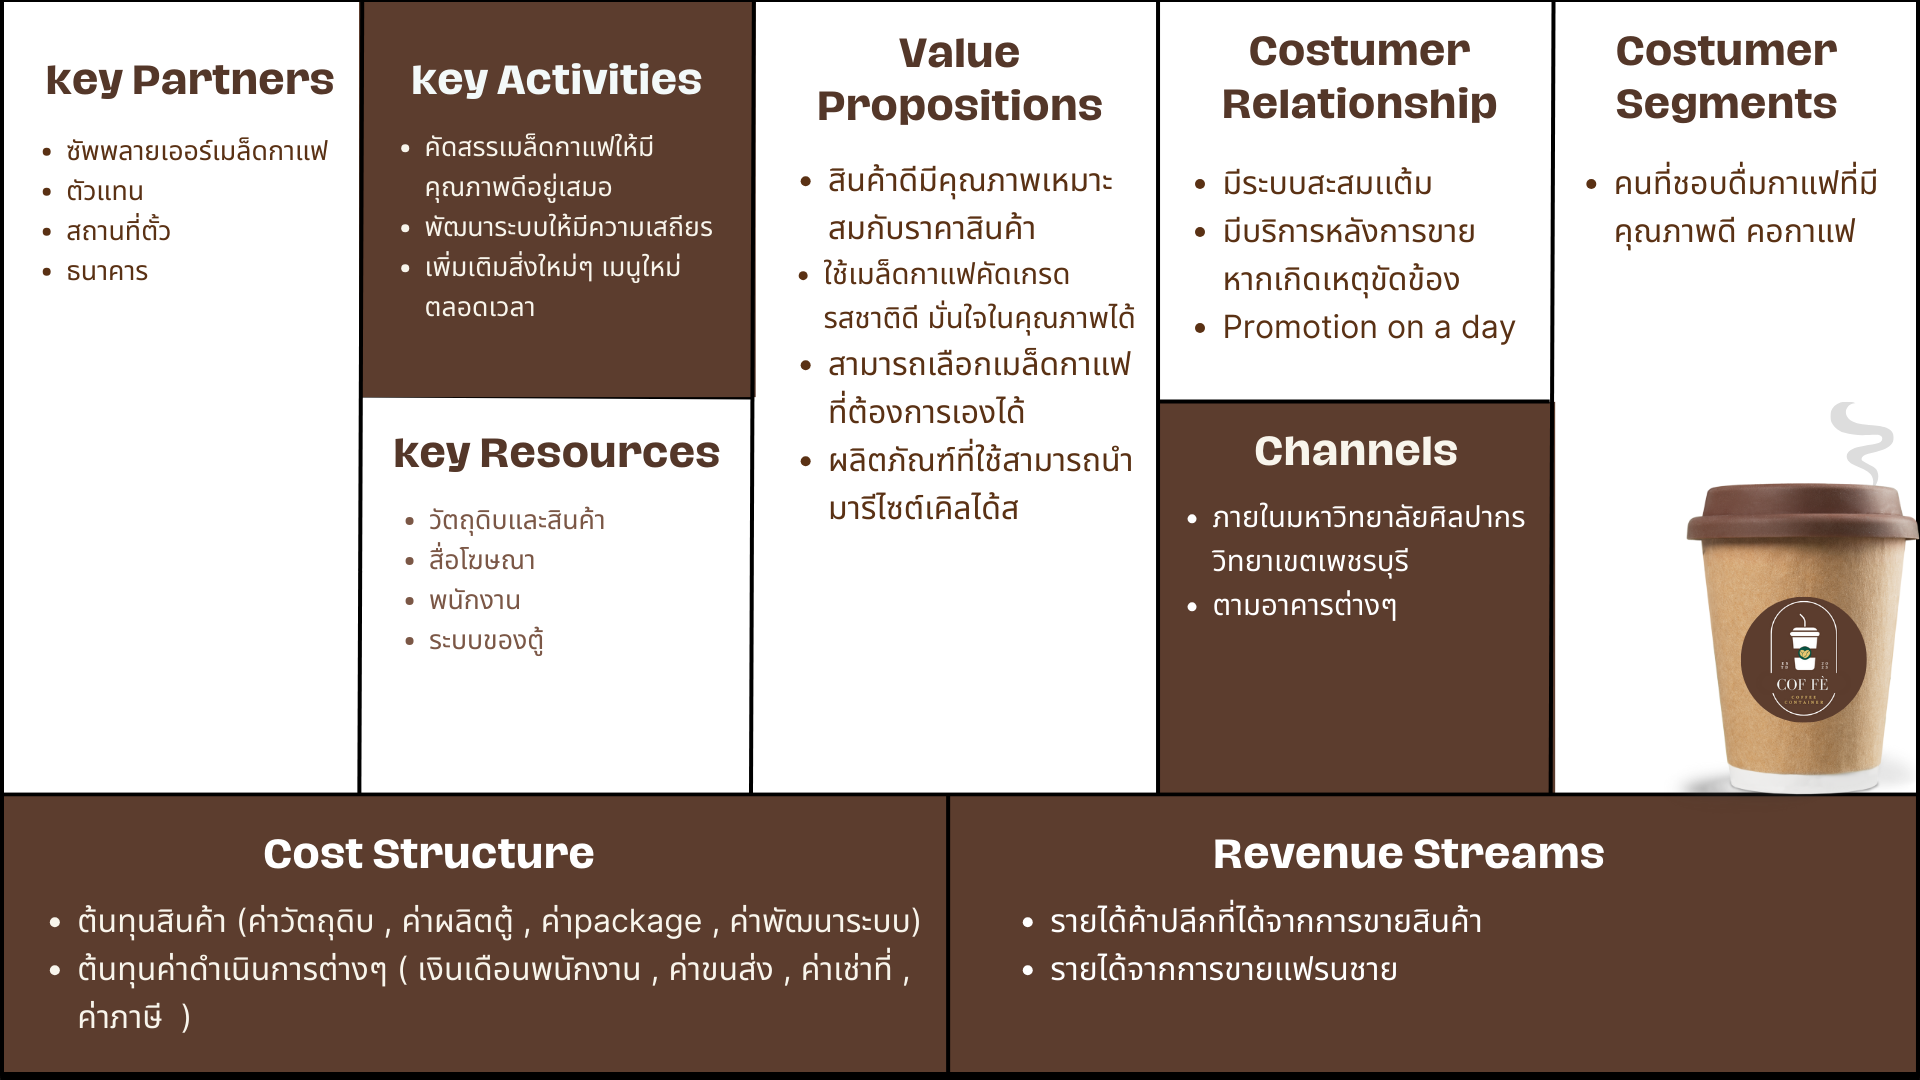 key Partners
ซัพพลายเออร์เมล็ดกาแฟ
ตัวแทน
สถานที่ตั้ว
ธนาคาร
key Activities
คัดสรรเมล็ดกาแฟให้มี
คุณภาพดีอยู่เสมอ
พัฒนาระบบให้มีความเสถียร
เพิ่มเติมสิ่งใหม่ๆ เมนูใหม่
ตลอดเวลา
key Resources
วัตถุดิบและสินค้า
สื่อโฆษณา
พนักงาน
ระบบของตู้
Value
Propositions
สินค้าดีมีคุณภาพเหมาะ
สมกับราคาสินค้า
ใช้เมล็ดกาแฟคัดเกรด
รสชาติดี มั่นใจในคุณภาพได้
สามารถเลือกเมล็ดกาแฟ
ที่ต้องการเองได้
ผลิตภัณฑ์ที่ใช้สามารถนำ
มารีไซต์เคิลได้ส
Costumer
Relationship
มีระบบสะสมแต้ม
มีบริการหลังการขาย
หากเกิดเหตุขัดข้อง
Promotion on a day
Channels
ภายในมหาวิทยาลัยศิลปากร
วิทยาเขตเพชรบุรี
ตามอาคารต่างๆ
Costumer
Segments
คนที่ชอบดื่มกาแฟที่มี
คุณภาพดี คอกาแฟ
COF FÈ
COFFEE
CONTAINER
Cost Structure
ต้นทุนสินค้า (ค่าวัตถุดิบ , ค่าผลิตตู้ , ค่าpackage , ค่าพัฒนาระบบ)
ต้นทุนค่าดำเนินการต่างๆ ( เงินเดือนพนักงาน , ค่าขนส่ง , ค่าเช่าที่ ,
ค่าภาษี )
Revenue Streams
รายได้ค้าปลีกที่ได้จากการขายสินค้า
รายได้จากการขายแฟรนชาย